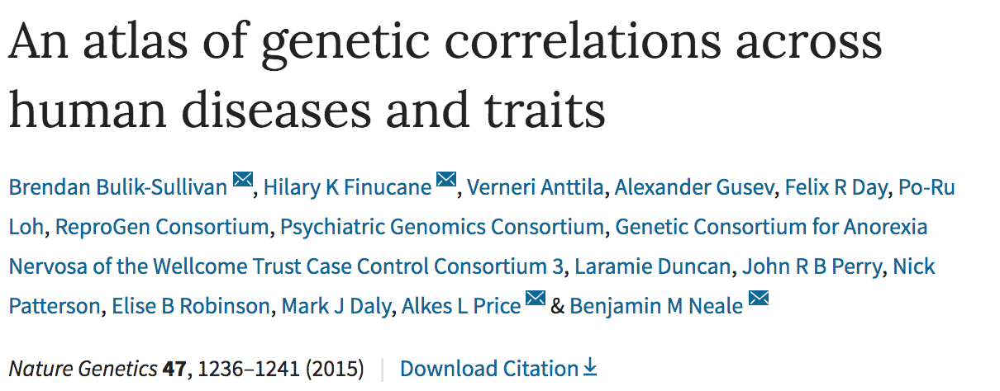 An atlas of genetic correlations across
human diseases and traits
Brendan Bulik-Sullivan, Hilary K Finucane, Verneri Anttila, Alexander Gusev, Felix R Day, Po-Ru
Loh, ReproGen Consortium, Psychiatric Genomics Consortium, Genetic Consortium for Anorexia
Nervosa of the Wellcome Trust Case Control Consortium 3, Laramie Duncan, John R B Perry, Nick
Patterson, Elise B Robinson, Mark J Daly, Alkes L Price & Benjamin M Neale
Nature Genetics 47, 1236–1241 (2015) | Download Citation